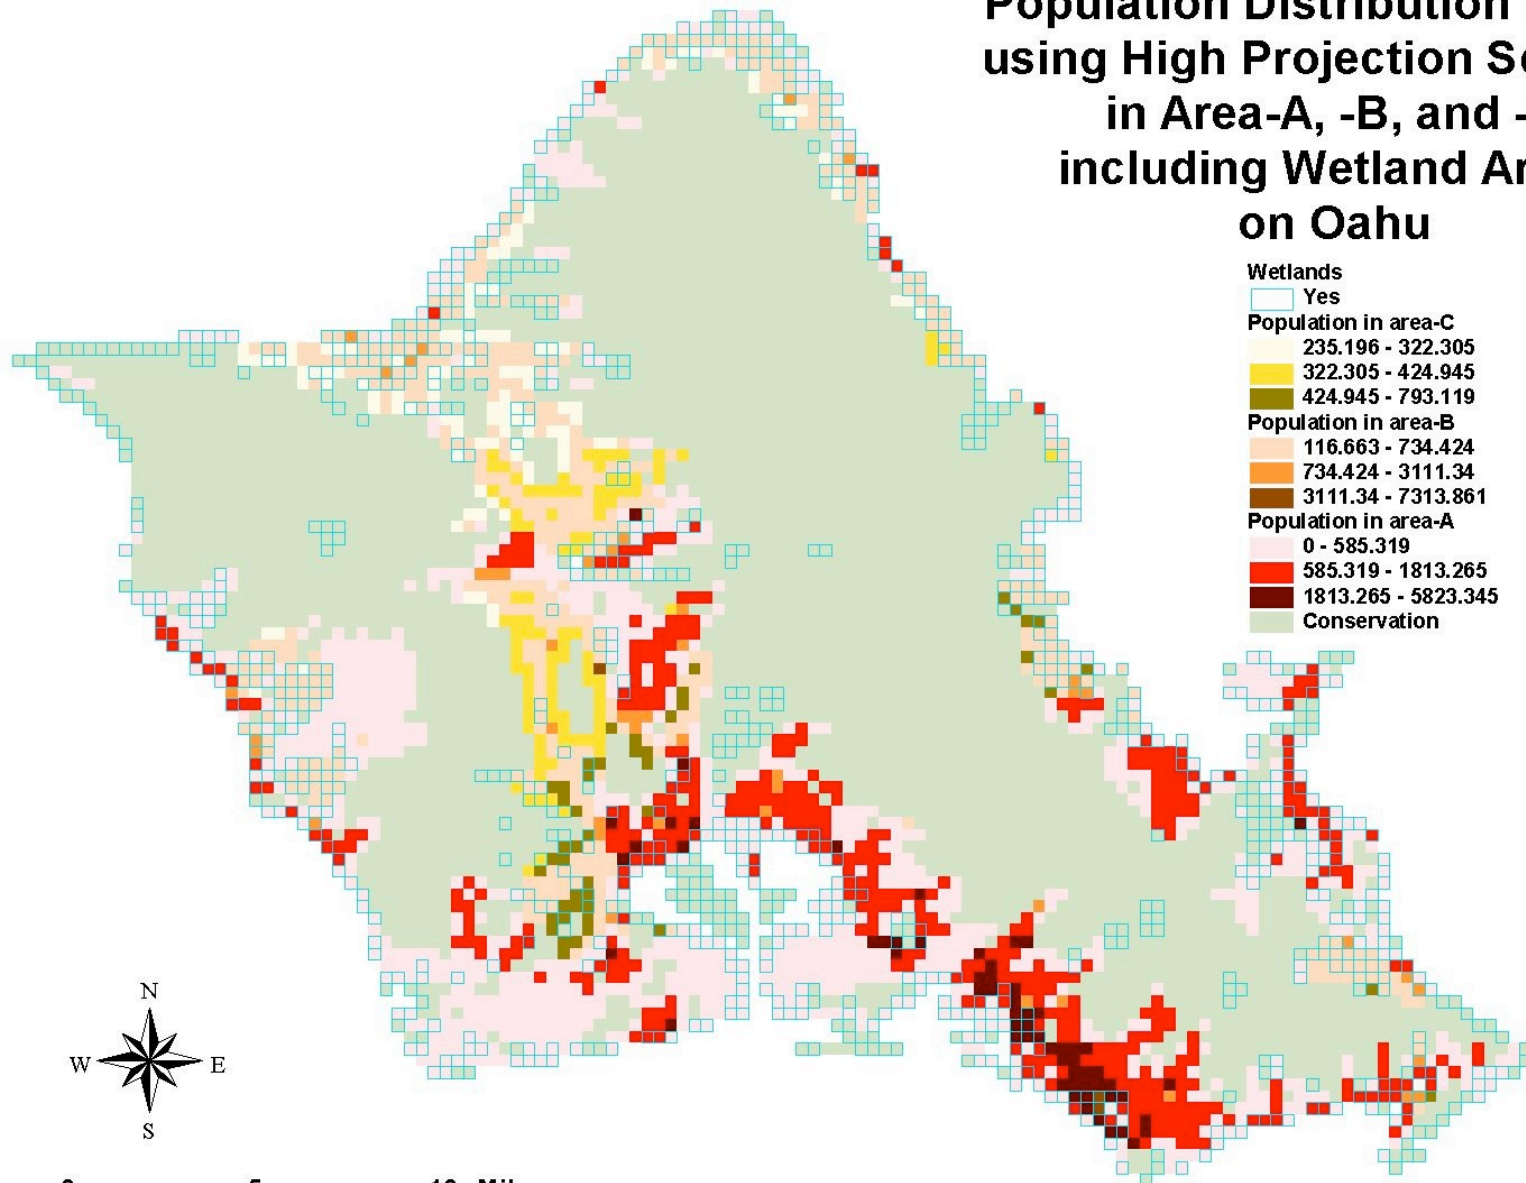 Population Distribution
using High Projection
in Area-A, -B, and -
including Wetland
on Oahu
Wetlands
Yes
Population in area-C
235.196 - 322.305
322.305 - 424.945
424.945 - 793.119
Population in area-B
116.663 - 734.424
734.424 - 3111.34
3111.34 - 7313.861
Population in area-A
0 - 585.319
585.319 - 1813.265
1813.265 - 5823.345
Conservation
N
W E
S